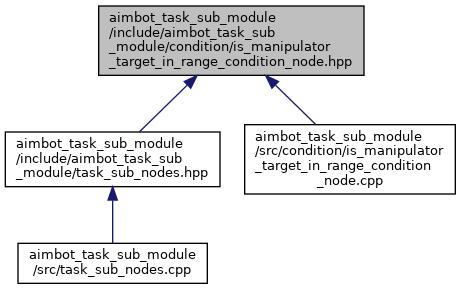 aimbot_task_sub_module
/include/aimbot_task_sub
_module/condition/is_manipulator
_target_in_range_condition_node.hpp
aimbot_task_sub_module
/include/aimbot_task_sub
_module/task_sub_nodes.hpp
aimbot_task_sub_module
/src/condition/is_manipulator
_target_in_range_condition
_node.cpp
aimbot_task_sub_module
/src/task_sub_nodes.cpp